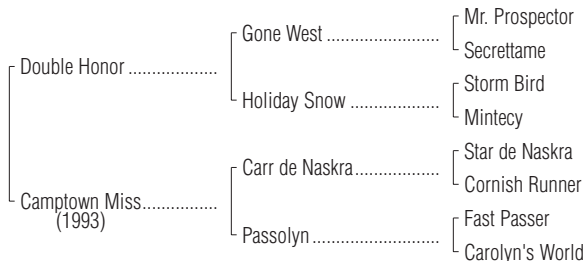 Mr. Prospector
Gone West ......................
Secrettame
Double Honor ..................
Storm Bird
Holiday Snow ..................
Mintecy
Star de Naskra
Carr de Naskra.................
Cornish Runner
Camptown Miss...............
(1993)
Fast Passer
Passolyn.........................
Carolyn's World